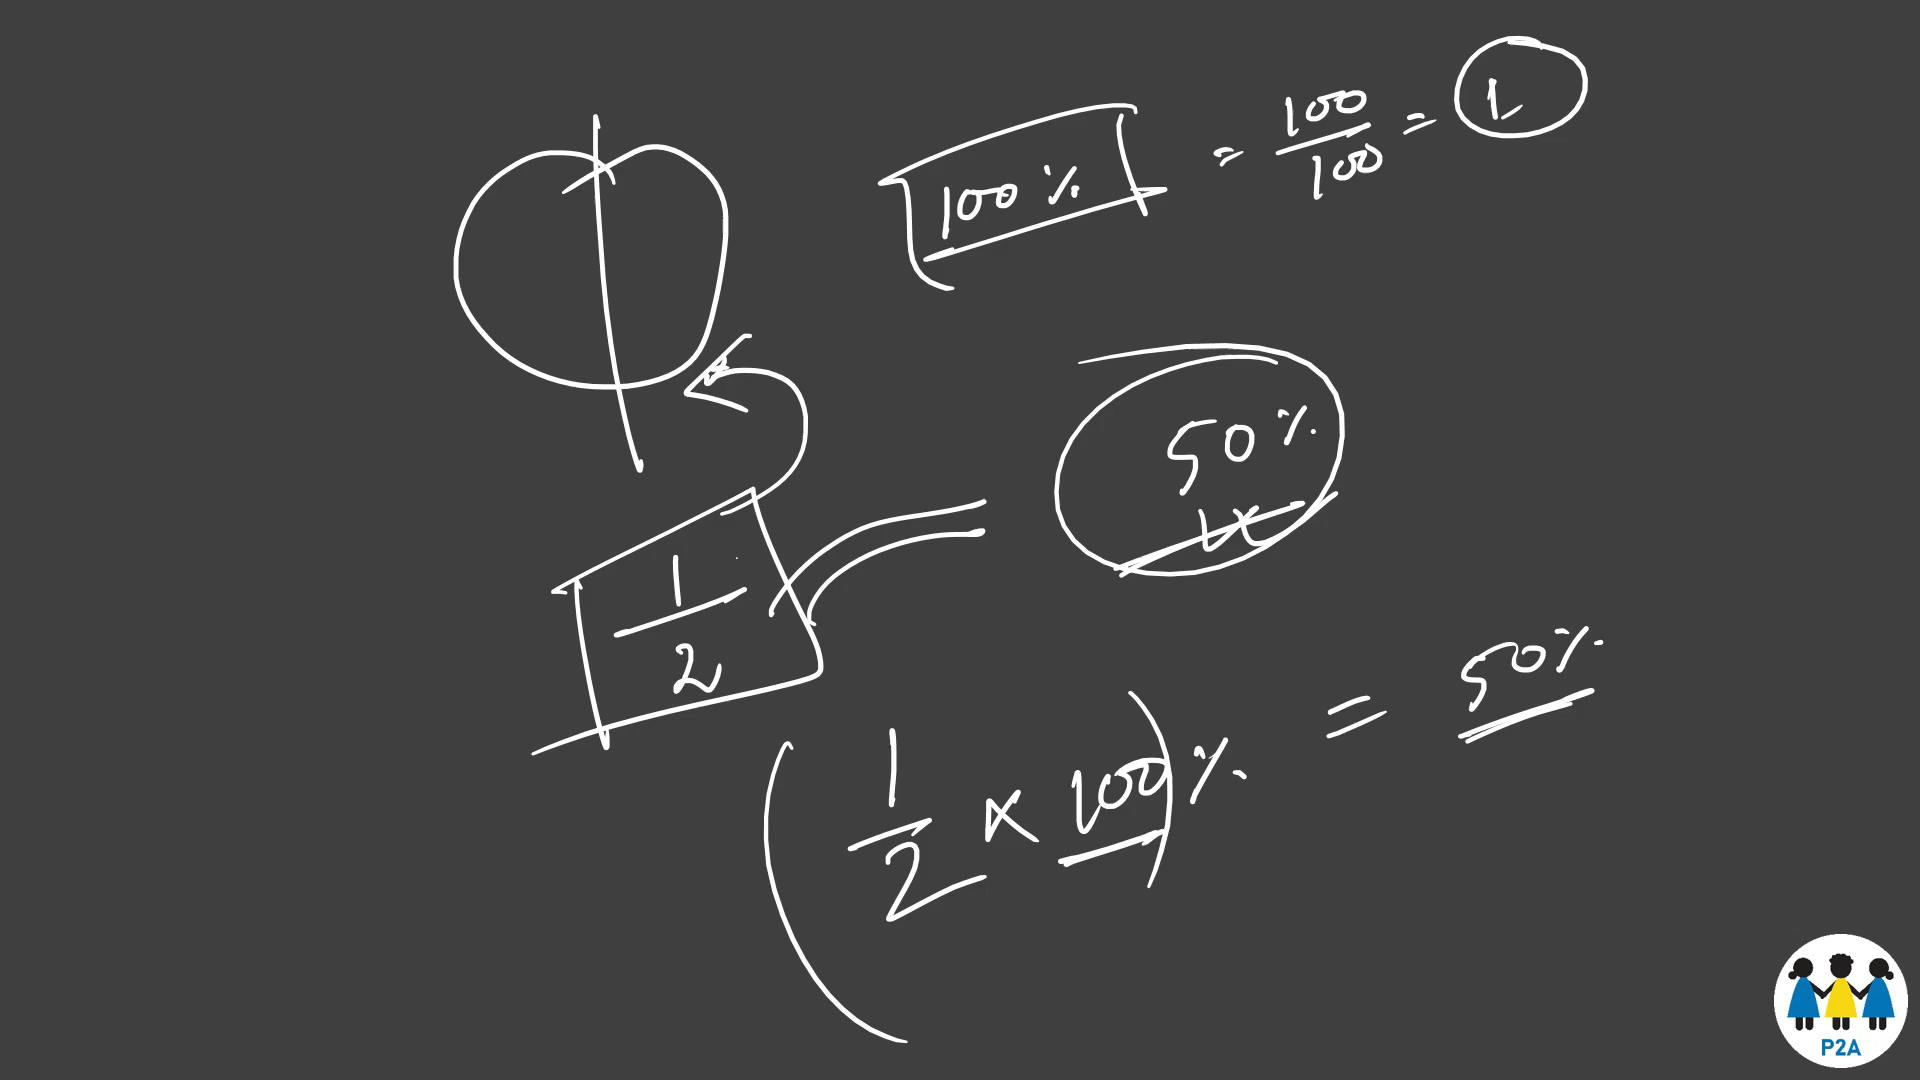 100% = 100/100 = 1
50%
1/2
(1/2 × 100)% = 50%
P2A